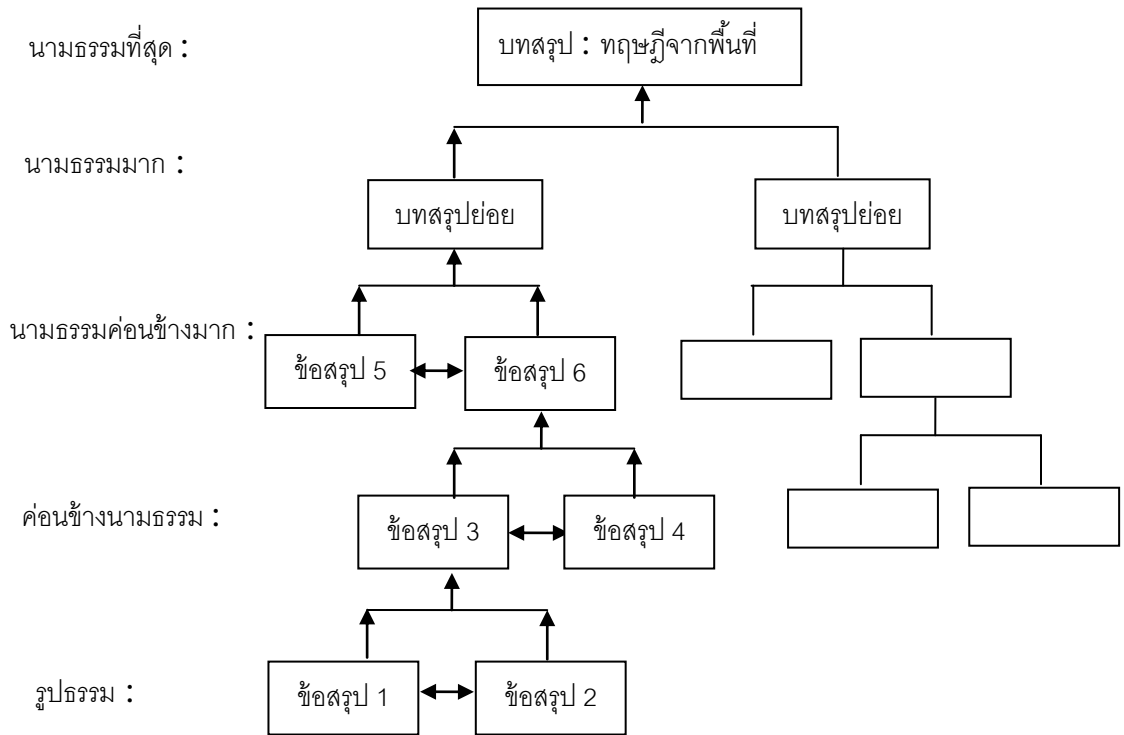 นามธรรมที่สุด :
บทสรุป : ทฤษฎีจากพื้นที่
นามธรรมมาก :
บทสรุปย่อย
บทสรุปย่อย
นามธรรมค่อนข้างมาก :
ข้อสรุป 5
ข้อสรุป 6
ค่อนข้างนามธรรม :
ข้อสรุป 3
ข้อสรุป 4
รูปธรรม :
ข้อสรุป 1
ข้อสรุป 2